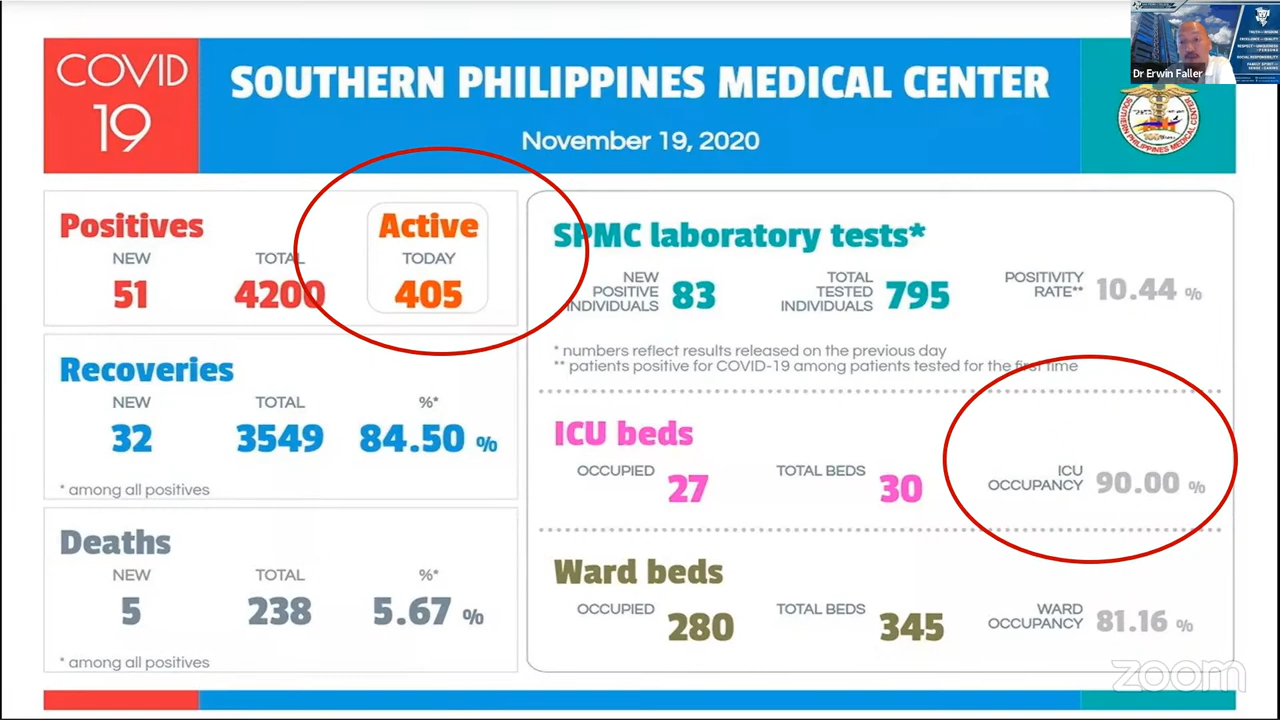 COVID
19
SOUTHERN PHILIPPINES MEDICAL CENTER
November 19, 2020
Dr Erwin Faller
SOUTHERN PHILIPPINES MEDICAL CENTER
Positives
NEW
51
TOTAL
4200
Active
TODAY
405
Recoveries
NEW
32
TOTAL
3549
%*
84.50 %
* among all positives
Deaths
NEW
5
TOTAL
238
%*
5.67 %
* among all positives
SPMC laboratory tests*
NEW
POSITIVE
INDIVIDUALS
83
TOTAL
TESTED
INDIVIDUALS
795
POSITIVITY
RATE**
10.44 %
* numbers reflect results released on the previous day
** patients positive for COVID-19 among patients tested for the first time
ICU beds
OCCUPIED
27
TOTAL BEDS
30
ICU
OCCUPANCY
90.00 %
Ward beds
OCCUPIED
280
TOTAL BEDS
345
WARD
OCCUPANCY
81.16 %
zoom